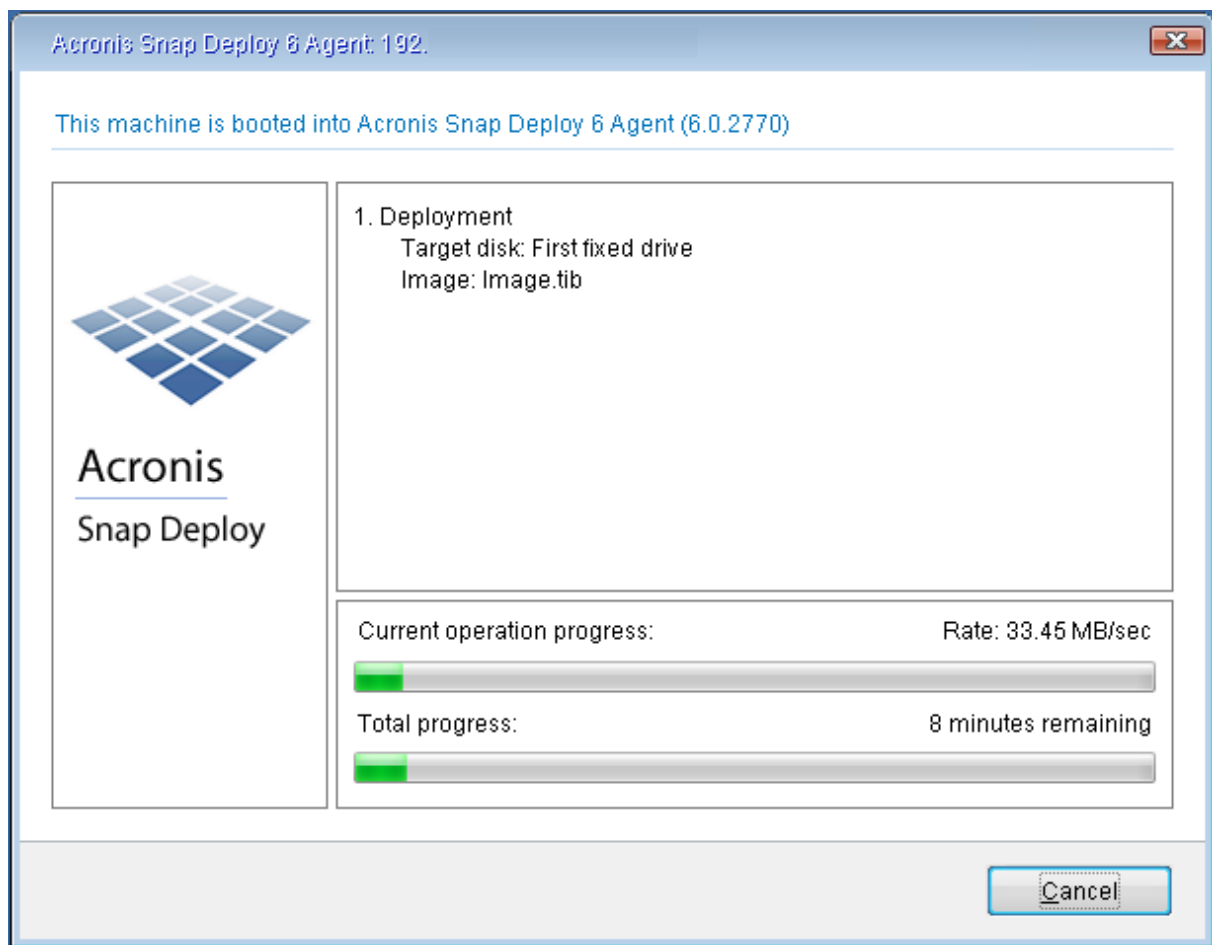 Acronis Snap Deploy 6 Agent: 192.
This machine is booted into Acronis Snap Deploy 6 Agent (6.0.2770)
Acronis
Snap Deploy
1. Deployment
Target disk: First fixed drive
Image: Image.tib
Current operation progress: Rate: 33.45 MB/sec
Total progress: 8 minutes remaining
Cancel